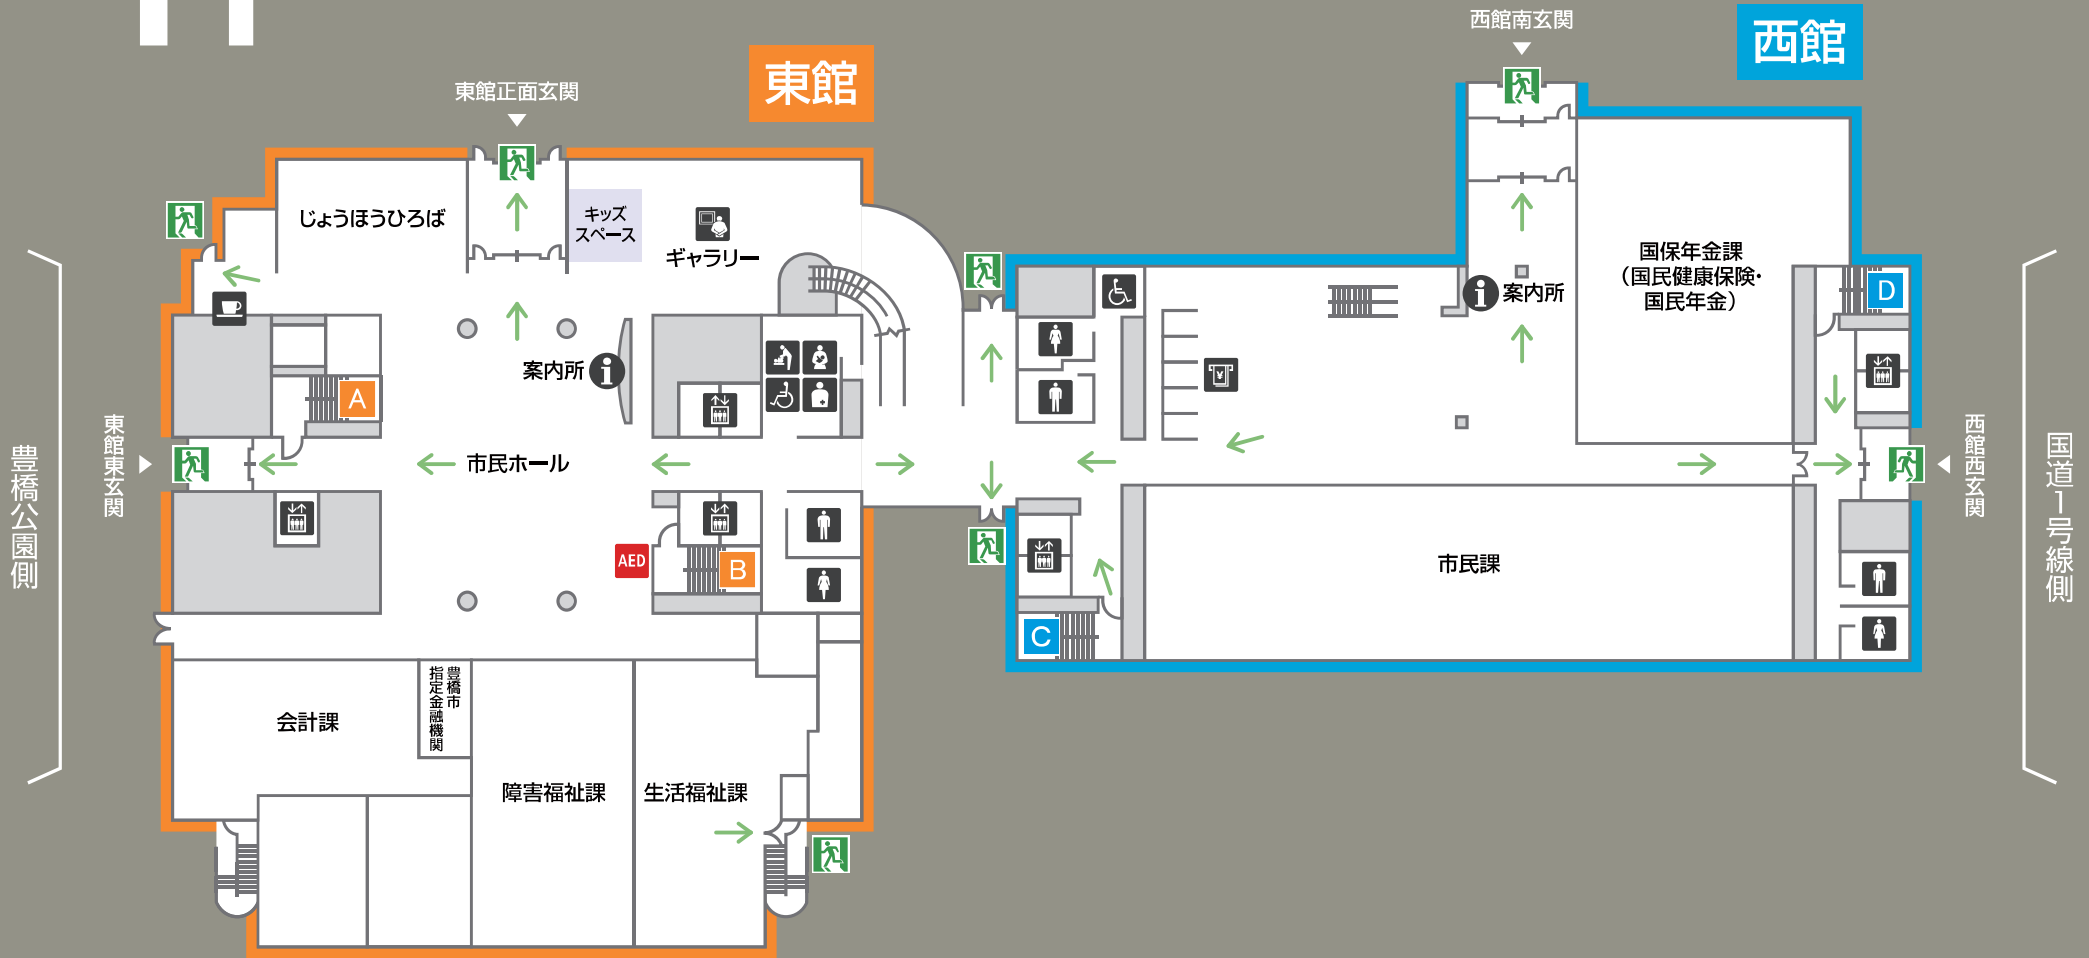 西館南玄関
西館
東館
東館正面玄関
じょうほうひろば
キッズ
スペース
ギャラリー
国保年金課
（国民健康保険・
国民年金）
案内所
D
案内所
A
¥
豊橋公園側
東館東玄関
市民ホール
西館西玄関
国道1号線側
AED
B
市民課
C
会計課
豊橋市
指定金融機関
障害福祉課
生活福祉課